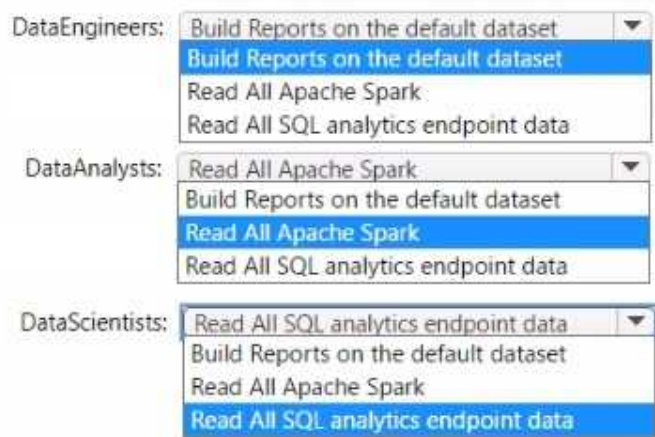 DataEngineers: Build Reports on the default dataset
Build Reports on the default dataset
Read All Apache Spark
Read All SQL analytics endpoint data
DataAnalysts: Read All Apache Spark
Build Reports on the default dataset
Read All Apache Spark
Read All SQL analytics endpoint data
DataScientists: Read All SQL analytics endpoint data
Build Reports on the default dataset
Read All Apache Spark
Read All SQL analytics endpoint data